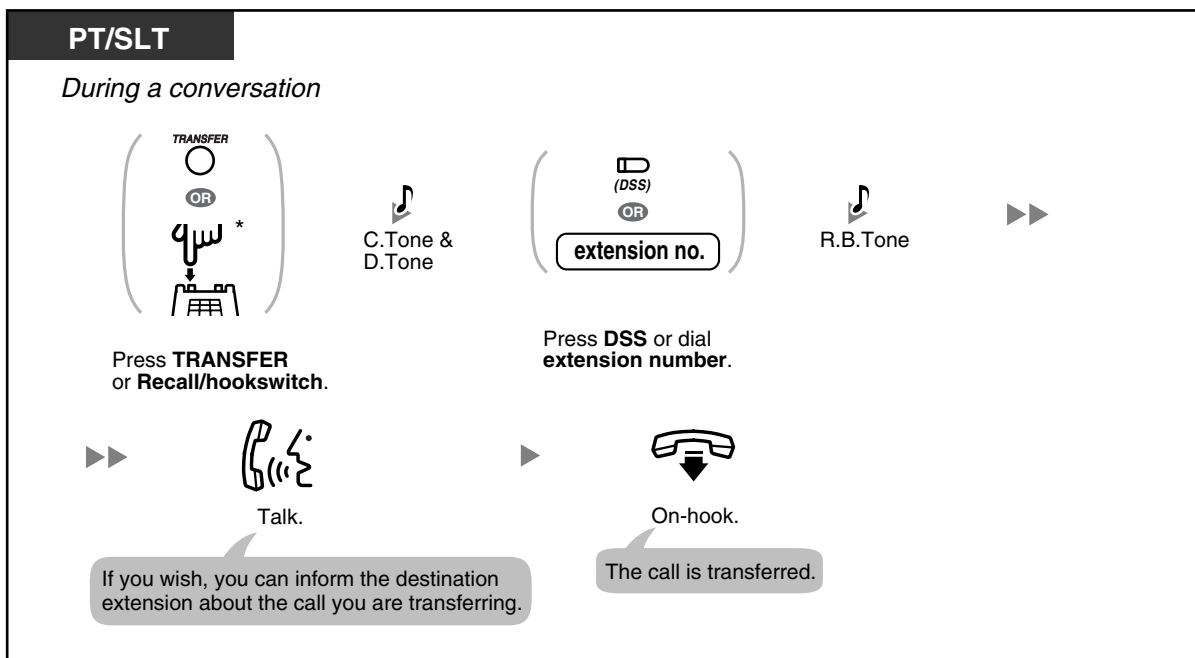 PT/SLT
During a conversation
TRANSFER
OR
*
C.Tone &
D.Tone
(DSS)
OR
extension no.
R.B.Tone
Press TRANSFER
or Recall/hookswitch.
Press DSS or dial
extension number.
Talk.
If you wish, you can inform the destination
extension about the call you are transferring.
On-hook.
The call is transferred.